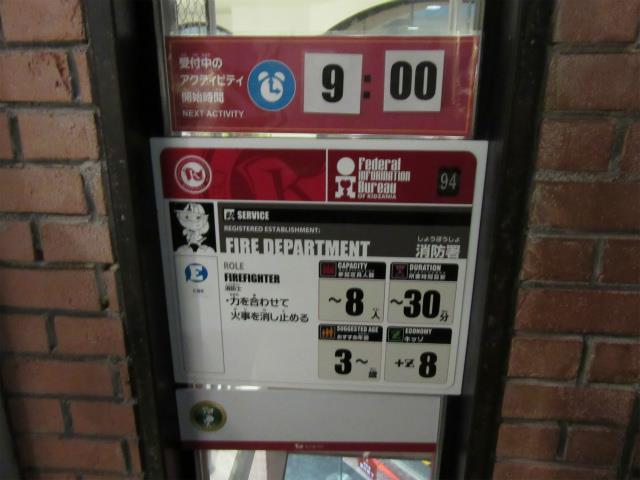 受付中の
アクティビティ
開始時間
NEXT ACTIVITY
9:00
Federal
INFORMATION
Bureau
OF KIDZANIA
94
SERVICE
REGISTERED ESTABLISHMENT:
FIRE DEPARTMENT
しょうぼうしょ
消防署
ROLE
FIREFIGHTER
消防士
・力を合わせて
火事を消し止める
CAPACITY
~8人
DURATION
~30分
SUGGESTED AGE
3~歳
ECONOMY
キッゾ
+8